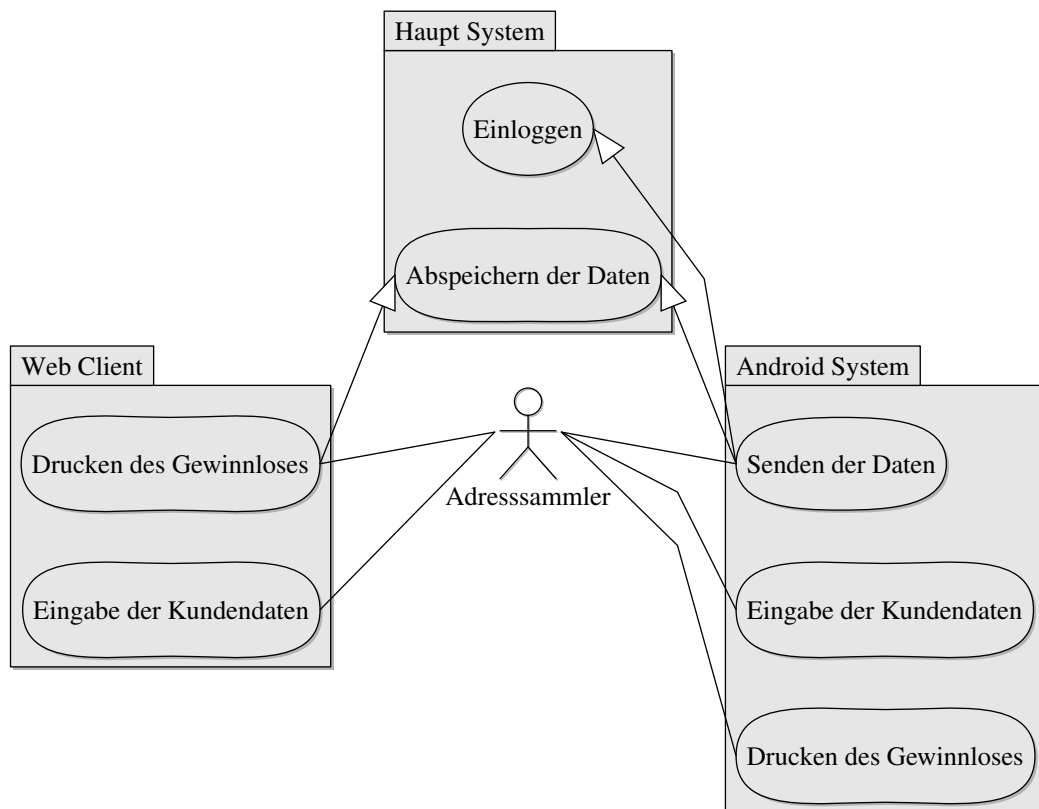 Haupt System
Einloggen
Abspeichern der Daten
Web Client
Drucken des Gewinnloses
Eingabe der Kundendaten
Adresssammler
Android System
Senden der Daten
Eingabe der Kundendaten
Drucken des Gewinnloses